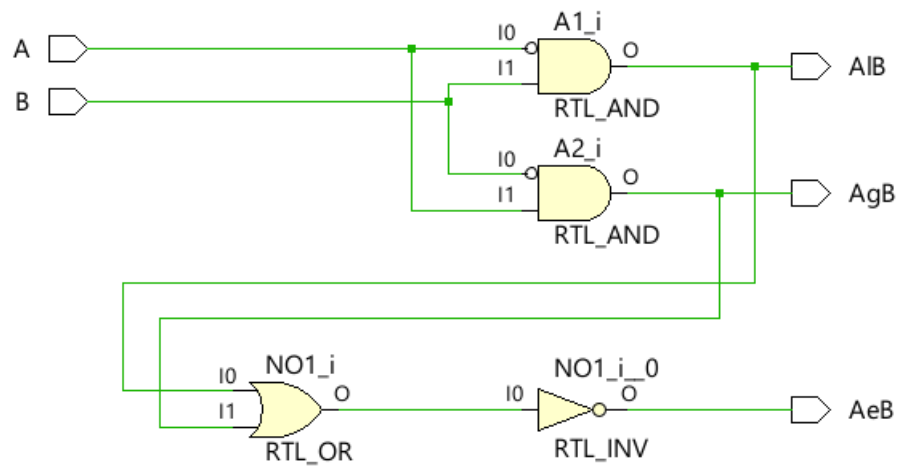 A1_i
I0
O
A
AlB
I1
B
RTL_AND
A2_i
I0
O
I1
AgB
RTL_AND
NO1_i
NO1_i__0
I0
O
I0
O
I1
AeB
RTL_OR
RTL_INV